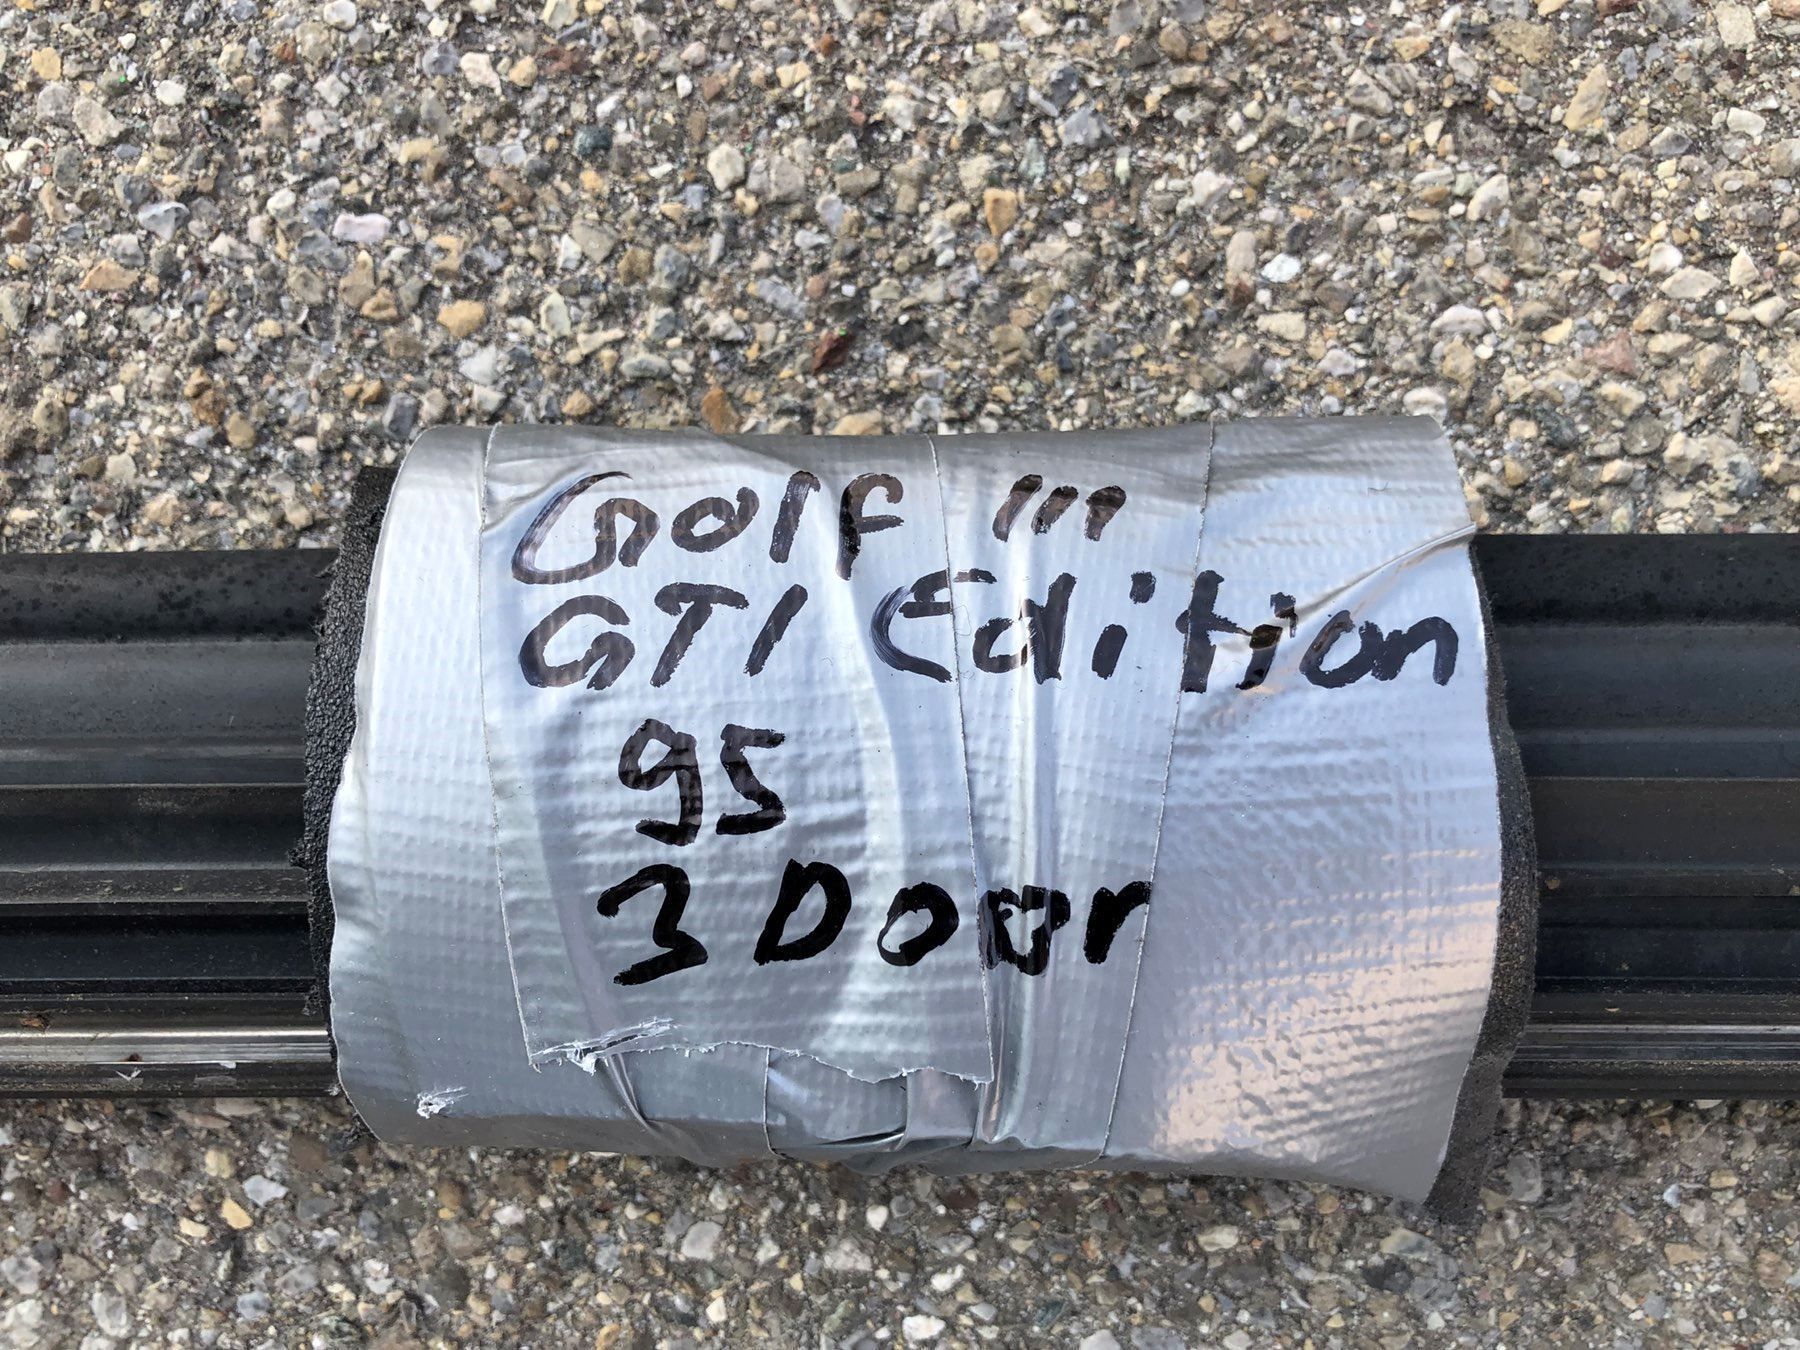 Golf III
GTI Edition
95
3 Door